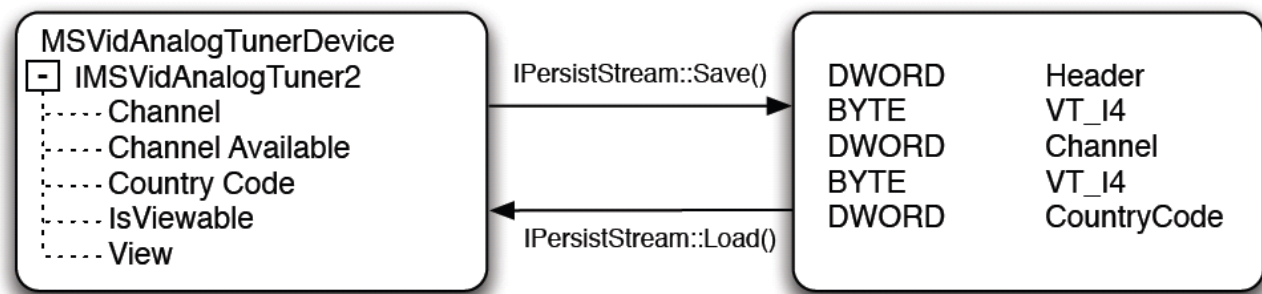 MSVidAnalogTunerDevice
- IMSVidAnalogTuner2
Channel
Channel Available
Country Code
IsViewable
View
IPersistStream::Save()
IPersistStream::Load()
DWORD Header
BYTE VT_I4
DWORD Channel
BYTE VT_I4
DWORD CountryCode